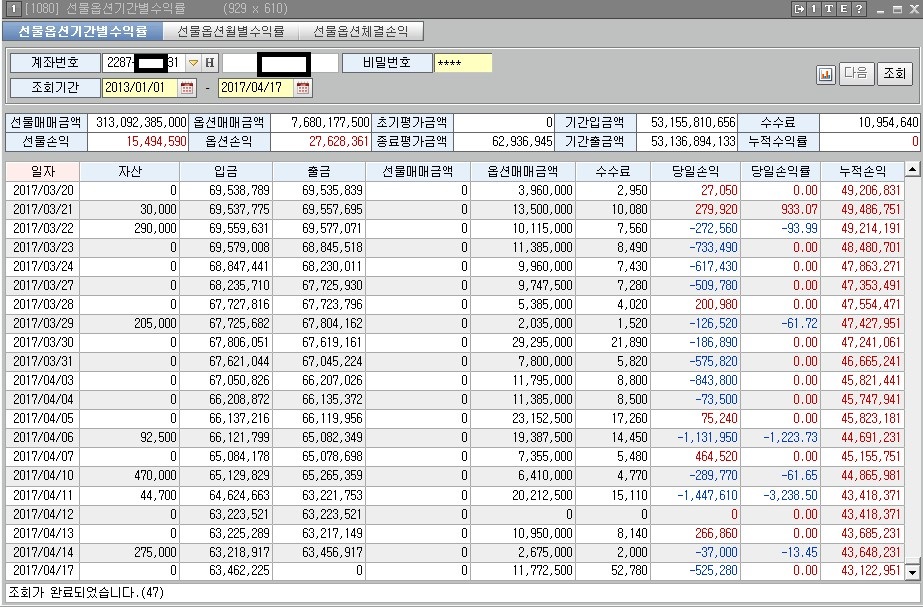 1 [1080] 선물옵션기간별수익률 (929 x 610) 1 T E ?
선물옵션기간별수익률 선물옵션월별수익률 선물옵션체결손익
계좌번호 2287- 31 H 비밀번호 ****
조회기간 2013/01/01 - 2017/04/17 다음 조회
선물매매금액 313,092,385,000 옵션매매금액 7,680,177,500 초기평가금액 0 기간입금액 53,155,810,656 수수료 10,954,640
선물손익 15,494,590 옵션손익 27,628,361 종료평가금액 62,936,945 기간출금액 53,136,894,133 누적수익률 0
일자 자산 입금 출금 선물매매금액 옵션매매금액 수수료 당일손익 당일손익률 누적손익
2017/03/20 0 69,538,789 69,535,839 0 3,960,000 2,950 27,050 0.00 49,206,831
2017/03/21 30,000 69,537,775 69,557,695 0 13,500,000 10,080 279,920 933.07 49,486,751
2017/03/22 290,000 69,559,631 69,577,071 0 10,115,000 7,560 -272,560 -93.99 49,214,191
2017/03/23 0 69,579,008 68,845,518 0 11,385,000 8,490 -733,490 0.00 48,480,701
2017/03/24 0 68,847,441 68,230,011 0 9,960,000 7,430 -617,430 0.00 47,863,271
2017/03/27 0 68,235,710 67,725,930 0 9,747,500 7,280 -509,780 0.00 47,353,491
2017/03/28 0 67,727,816 67,723,796 0 5,385,000 4,020 200,980 0.00 47,554,471
2017/03/29 205,000 67,725,682 67,804,162 0 2,035,000 1,520 -126,520 -61.72 47,427,951
2017/03/30 0 67,806,051 67,619,161 0 29,295,000 21,890 -186,890 0.00 47,241,061
2017/03/31 0 67,621,044 67,045,224 0 7,800,000 5,820 -575,820 0.00 46,665,241
2017/04/03 0 67,050,826 66,207,026 0 11,795,000 8,800 -843,800 0.00 45,821,441
2017/04/04 0 66,208,872 66,135,372 0 11,385,000 8,500 -73,500 0.00 45,747,941
2017/04/05 0 66,137,216 66,119,956 0 23,152,500 17,260 75,240 0.00 45,823,181
2017/04/06 92,500 66,121,799 65,082,349 0 19,387,500 14,450 -1,131,950 -1,223.73 44,691,231
2017/04/07 0 65,084,178 65,078,698 0 7,355,000 5,480 464,520 0.00 45,155,751
2017/04/10 470,000 65,129,829 65,265,359 0 6,410,000 4,770 -289,770 -61.65 44,865,981
2017/04/11 44,700 64,624,663 63,221,753 0 20,212,500 15,110 -1,447,610 -3,238.50 43,418,371
2017/04/12 0 63,223,521 63,223,521 0 0 0 0 0.00 43,418,371
2017/04/13 0 63,225,289 63,217,149 0 10,950,000 8,140 266,860 0.00 43,685,231
2017/04/14 275,000 63,218,917 63,456,917 0 2,675,000 2,000 -37,000 -13.45 43,648,231
2017/04/17 0 63,462,225 0 0 11,772,500 52,780 -525,280 0.00 43,122,951
조회가 완료되었습니다.(47)